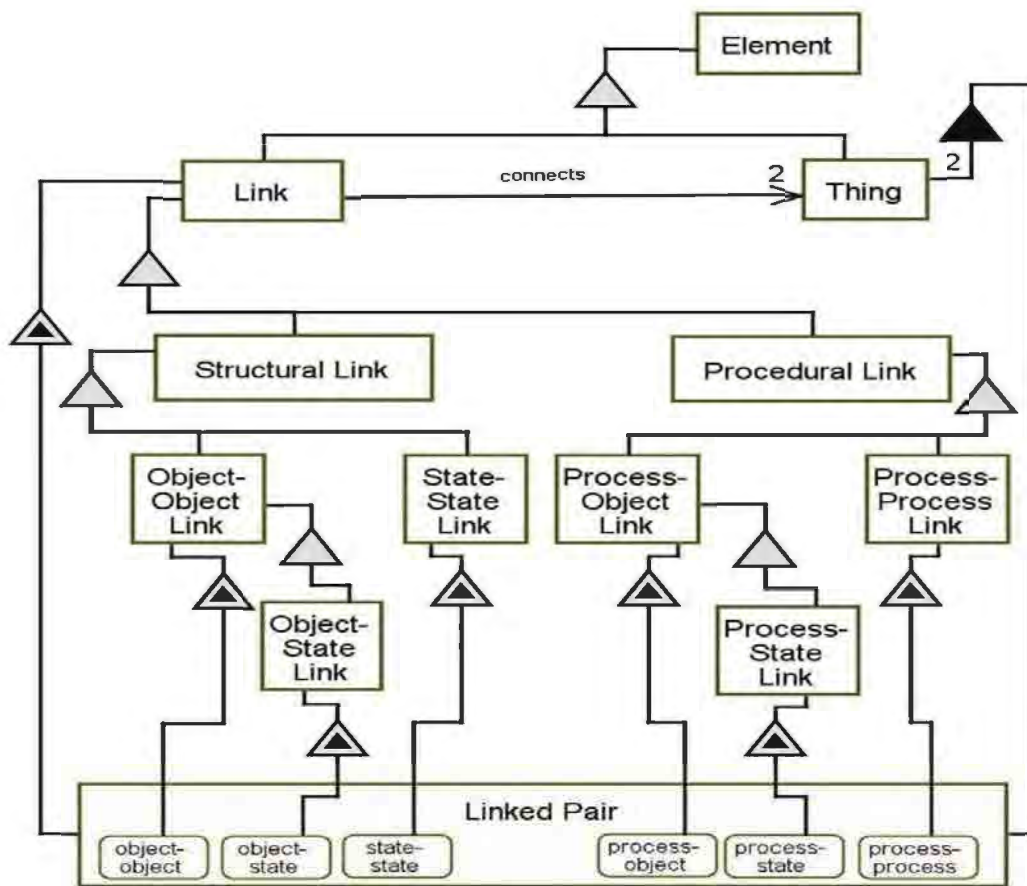 Element
connects
2
2
Link
Thing
Structural Link
Procedural Link
Object-
Object
Link
State-
State
Link
Process-
Object
Link
Process-
Process
Link
Object-
State
Link
Process-
State
Link
Linked Pair
object-
object
object-
state
state-
state
process-
object
process-
state
process-
process